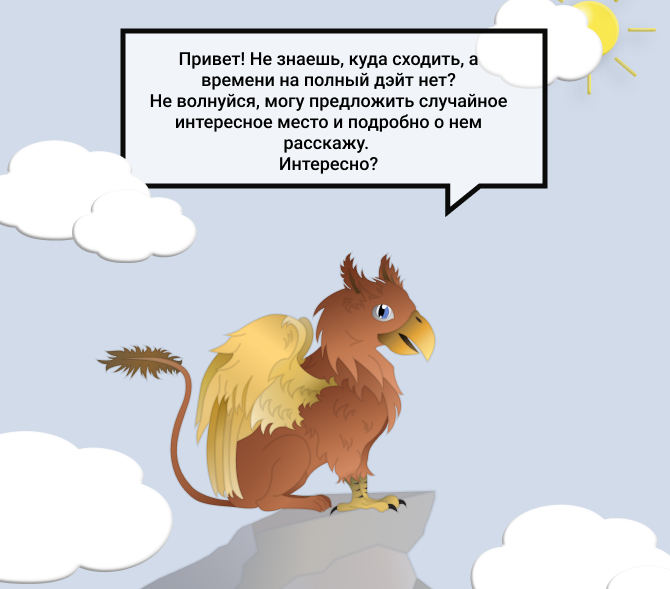 Привет! Не знаешь, куда сходить, а
времени на полный дэйт нет?
Не волнуйся, могу предложить случайное
интересное место и подробно о нем
расскажу.
Интересно?